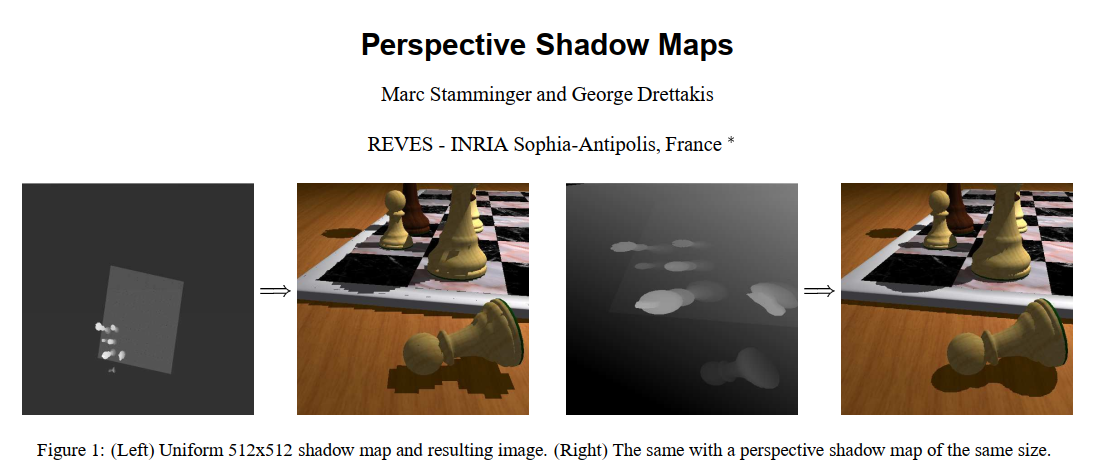 Perspective Shadow Maps
Marc Stamminger and George Drettakis
REVES - INRIA Sophia-Antipolis, France *
Figure 1: (Left) Uniform 512x512 shadow map and resulting image. (Right) The same with a perspective shadow map of the same size.